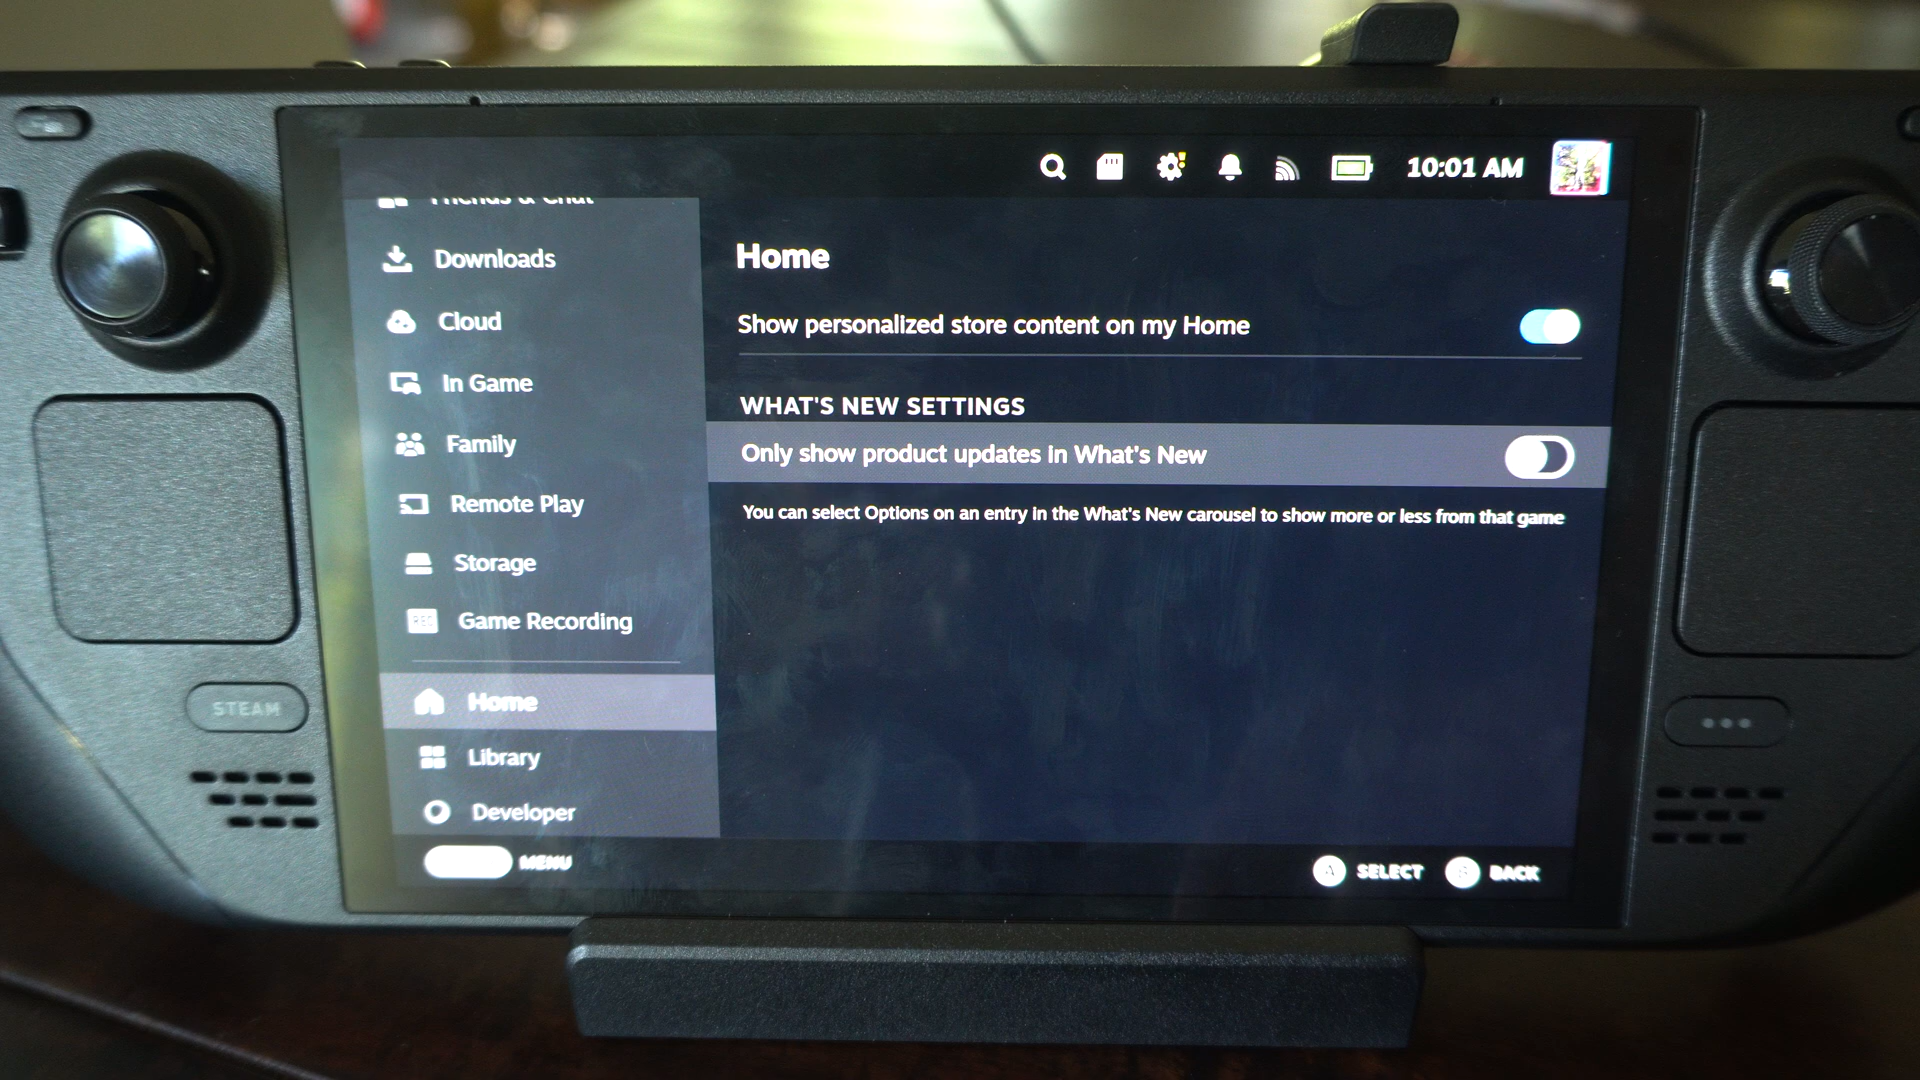 10:01 AM
Friends & Chat
Downloads
Cloud
In Game
Family
Remote Play
Storage
REC Game Recording
Home
Library
Developer
Home
Show personalized store content on my Home
WHAT'S NEW SETTINGS
Only show product updates in What's New
You can select Options on an entry in the What's New carousel to show more or less from that game
MENU
A SELECT B BACK
STEAM